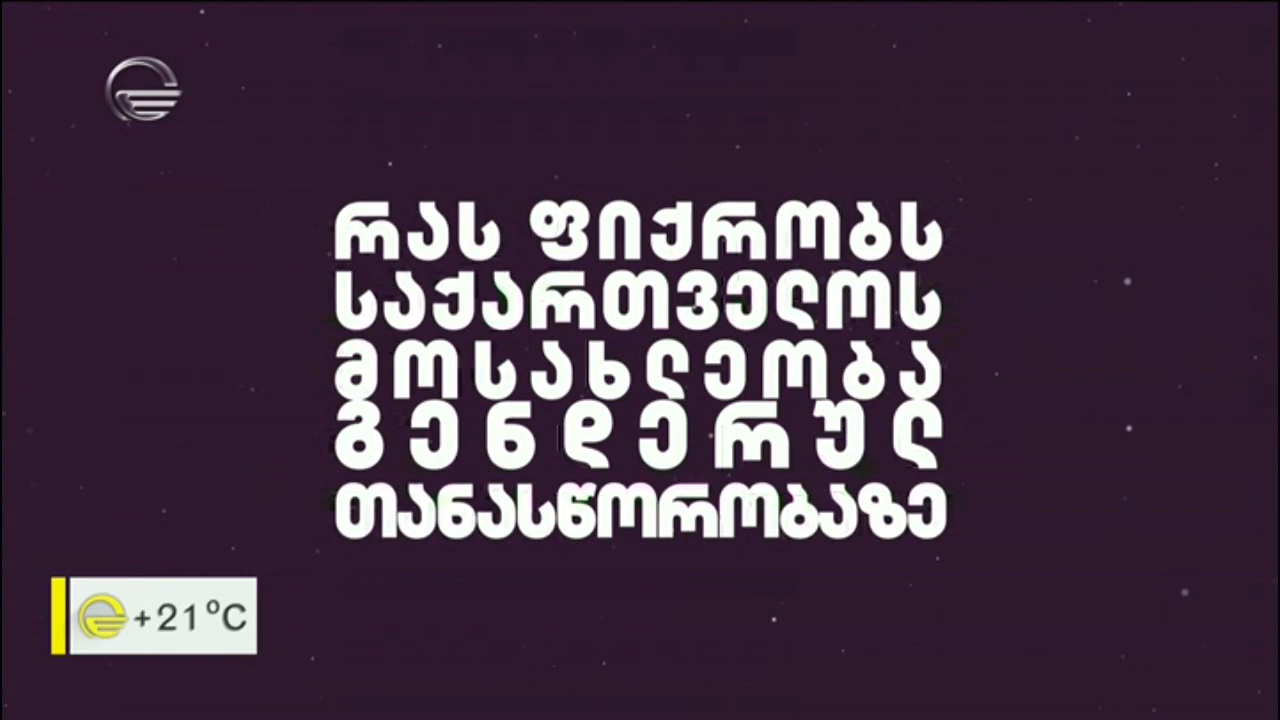 რას ფიქრობს
საქართველოს
მოსახლეობა
გენდერულ
თანასწორობაზე
+21°C